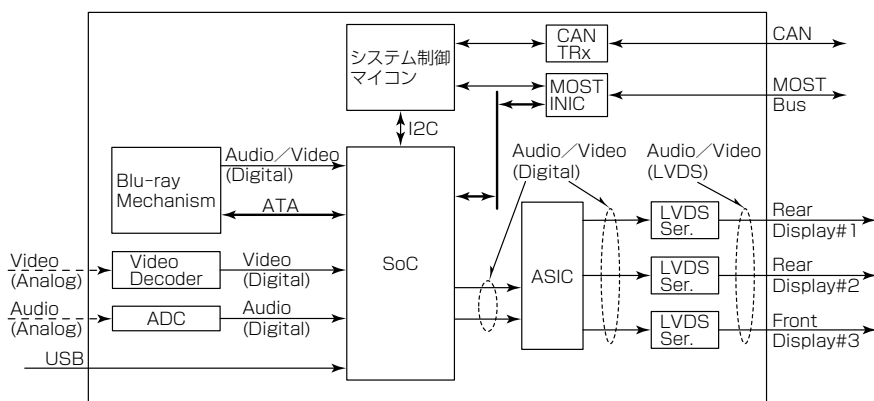 システム制御
マイコン
CAN
TRx
CAN
MOST
INIC
MOST
Bus
I2C
Audio/Video
(Digital)
Blu-ray
Mechanism
ATA
Audio/Video
(Digital)
Audio/Video
(LVDS)
SoC
ASIC
LVDS
Ser.
Rear
Display#1
Video
(Analog)
Video
Decoder
Video
(Digital)
LVDS
Ser.
Rear
Display#2
Audio
(Analog)
ADC
Audio
(Digital)
LVDS
Ser.
Front
Display#3
USB